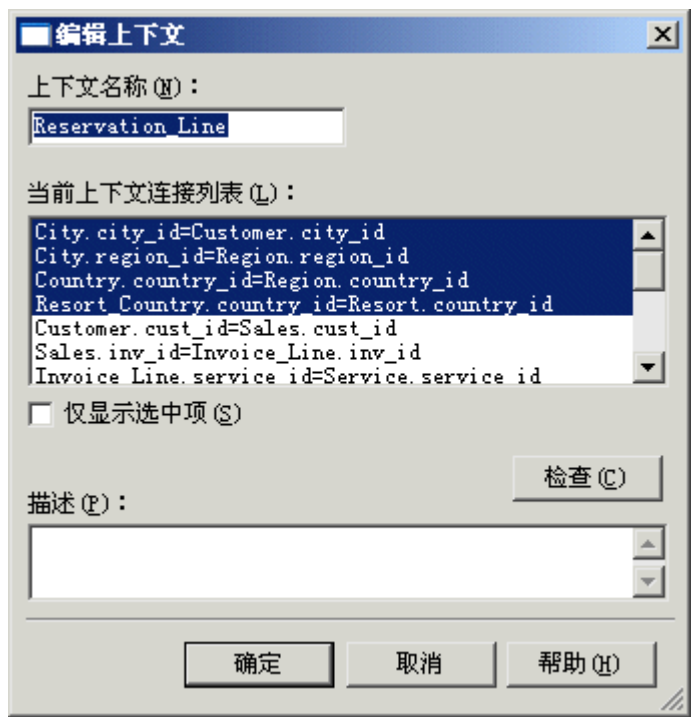 编辑上下文
上下文名称(N)：
Reservation_Line
当前上下文连接列表(L)：
City.city_id=Customer.city_id
City.region_id=Region.region_id
Country.country_id=Region.country_id
Resort_Country.country_id=Resort.country_id
Customer.cust_id=Sales.cust_id
Sales.inv_id=Invoice_Line.inv_id
Invoice_Line.service_id=Service.service_id
仅显示选中项(S)
检查(C)
描述(P)：
确定 取消 帮助(H)